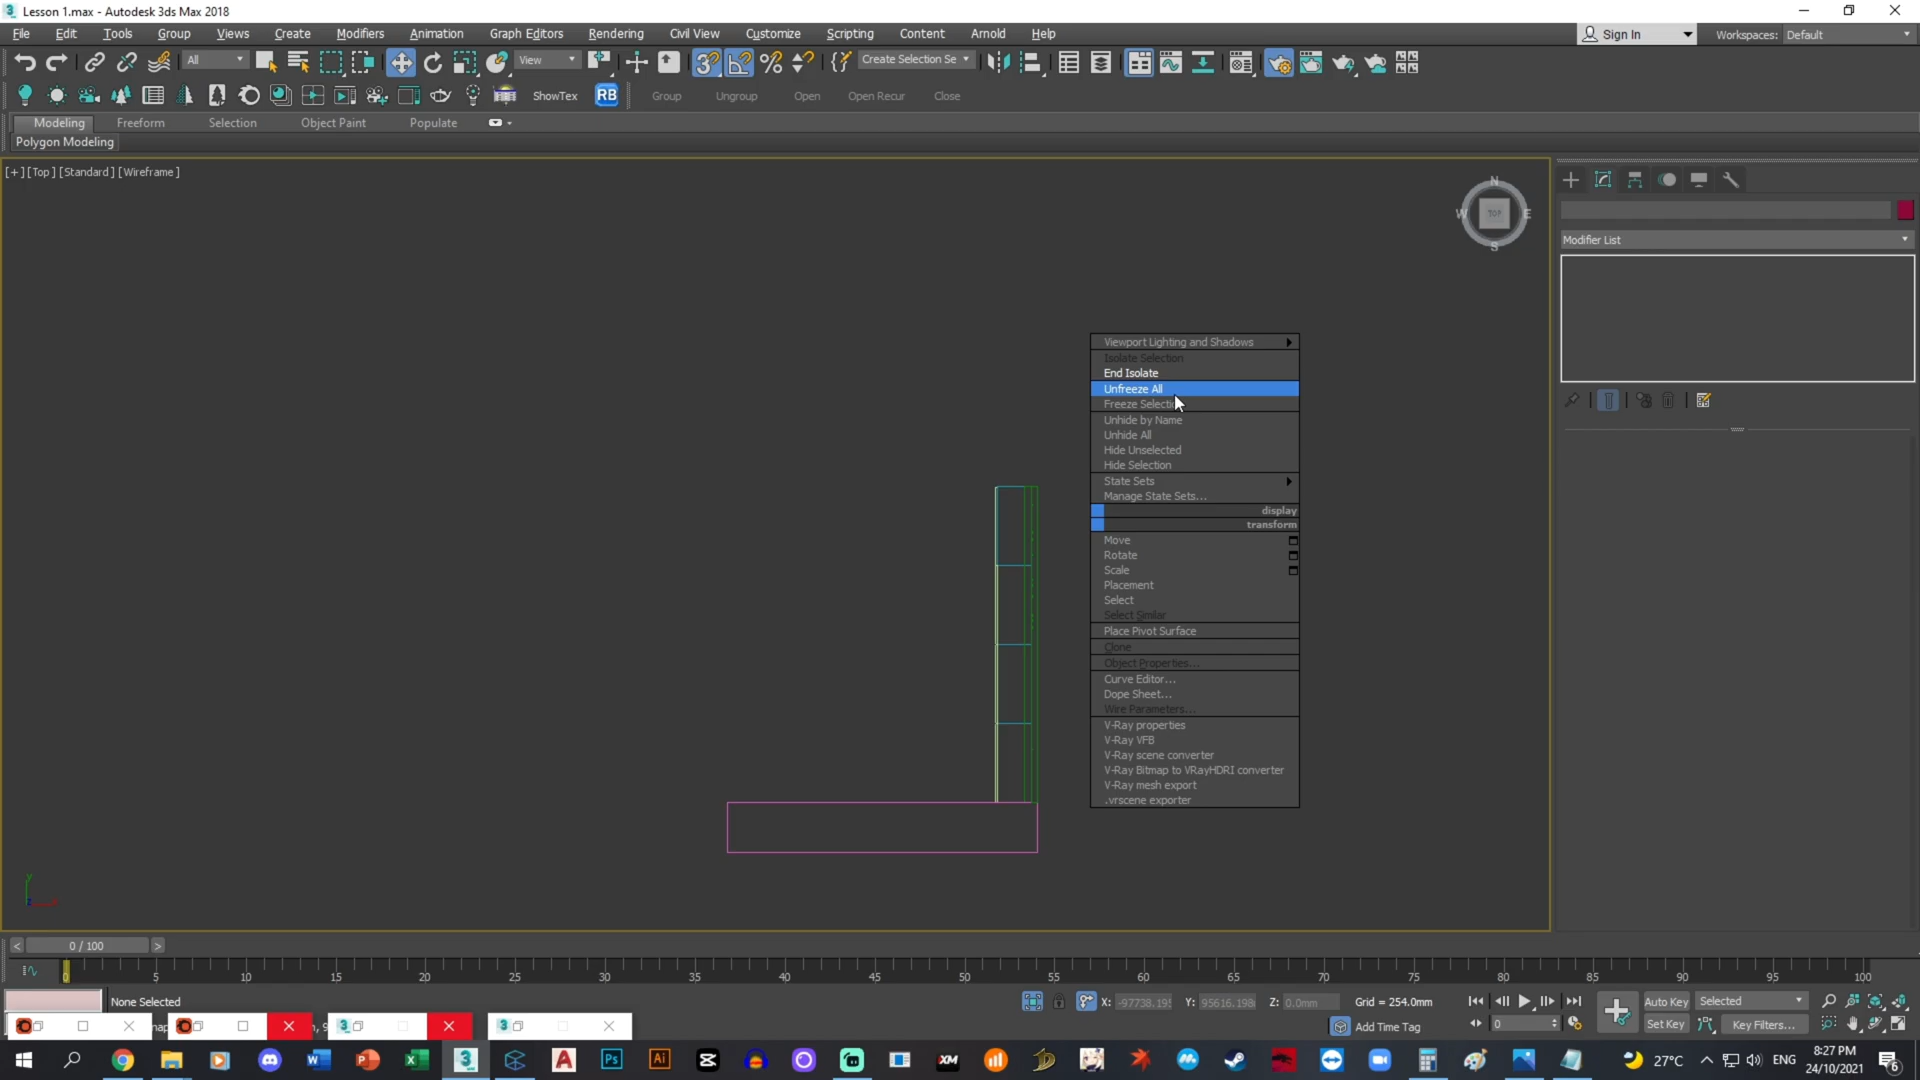 Lesson 1.max - Autodesk 3ds Max 2018
File Edit Tools Group Views Create Modifiers Animation Graph Editors Rendering Civil View Customize Scripting Content Arnold Help
Sign In Workspaces: Default
All View Create Selection Se
ShowTex RB Group Ungroup Open Open Recur Close
Modeling Freeform Selection Object Paint Populate
Polygon Modeling
[+] [Top] [Standard] [Wireframe]
N
W TOP E
S
Modifier List
Viewport Lighting and Shadows
Isolate Selection
End Isolate
Unfreeze All
Freeze Selectio
Unhide by Name
Unhide All
Hide Unselected
Hide Selection
State Sets
Manage State Sets...
display
transform
Move
Rotate
Scale
Placement
Select
Select Similar
Place Pivot Surface
Clone
Object Properties...
Curve Editor...
Dope Sheet...
Wire Parameters...
V-Ray properties
V-Ray VFB
V-Ray scene converter
V-Ray Bitmap to VRayHDRI converter
V-Ray mesh export
.vrscene exporter
y
0 / 100
0 5 10 15 20 25 30 35 40 45 50 55 60 65 70 75 80 85 90 95 100
None Selected X: -97738.195 Y: 95616.198 Z: 0.0mm Grid = 254.0mm Auto Key Selected
Add Time Tag 0 Set Key Key Filters...
27°C ENG 8:27 PM
24/10/2021 6